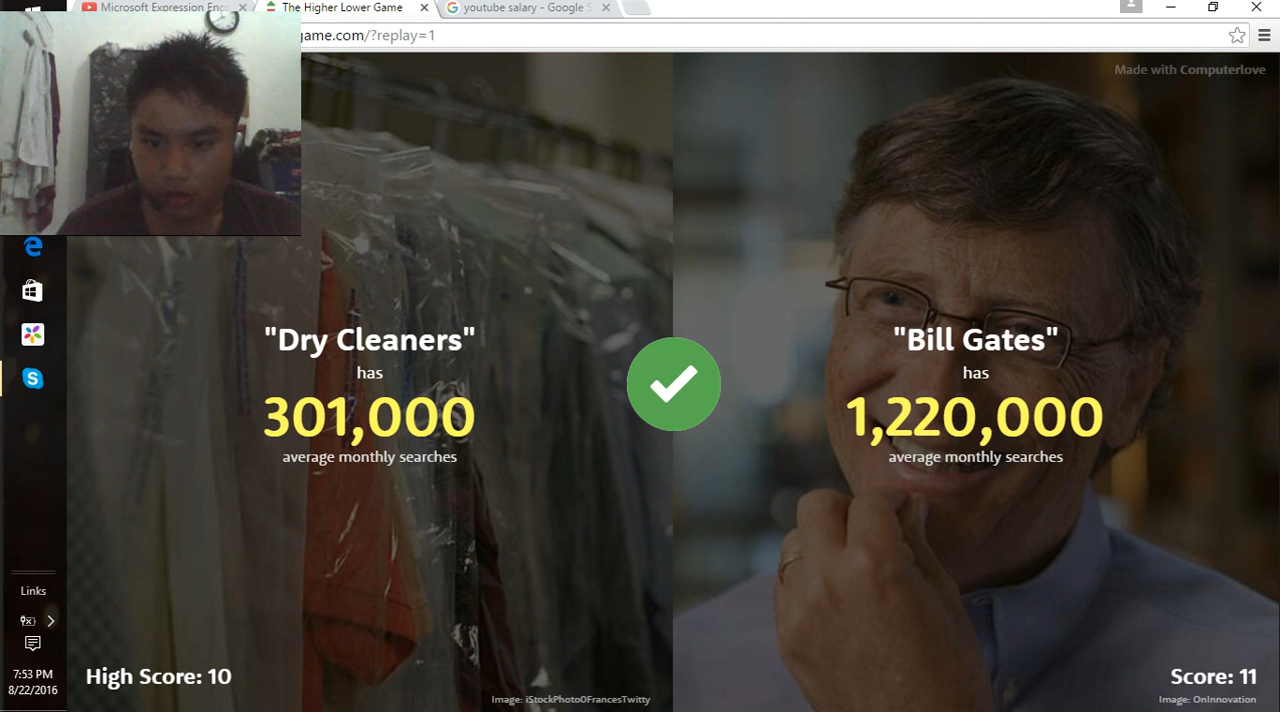 Microsoft Expression Enc
The Higher Lower Game
youtube salary - Google S
game.com/?replay=1
Made with Computerlove
"Dry Cleaners"
has
301,000
average monthly searches
"Bill Gates"
has
1,220,000
average monthly searches
Links
7:53 PM
8/22/2016
High Score: 10
Image: iStockPhoto0FrancesTwitty
Score: 11
Image: OnInnovation